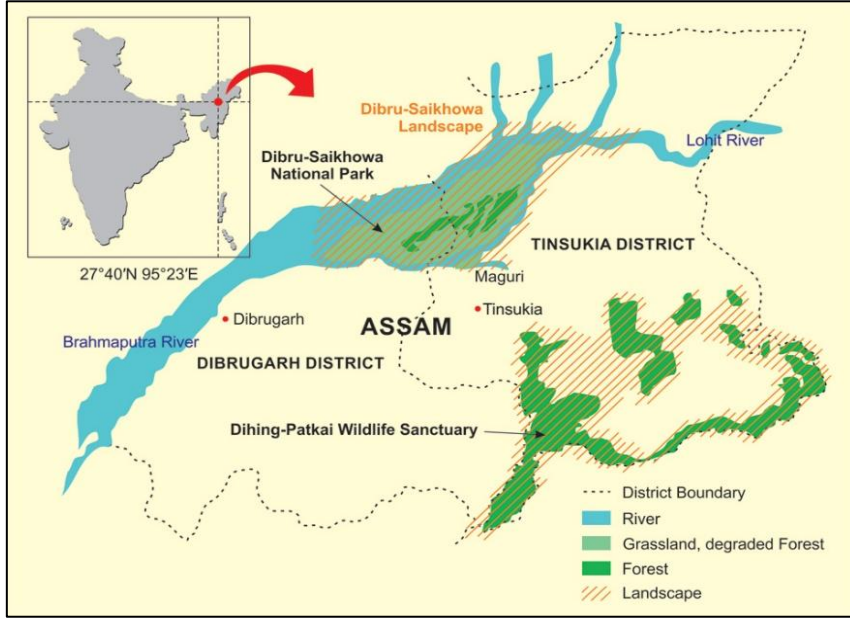 Dibru-Saikhowa
Landscape
Lohit River
Dibru-Saikhowa
National Park
TINSUKIA DISTRICT
27°40′N 95°23′E
Maguri
Tinsukia
Dibrugarh
ASSAM
Brahmaputra River
DIBRUGARH DISTRICT
Dihing-Patkai Wildlife Sanctuary
District Boundary
River
Grassland, degraded Forest
Forest
Landscape